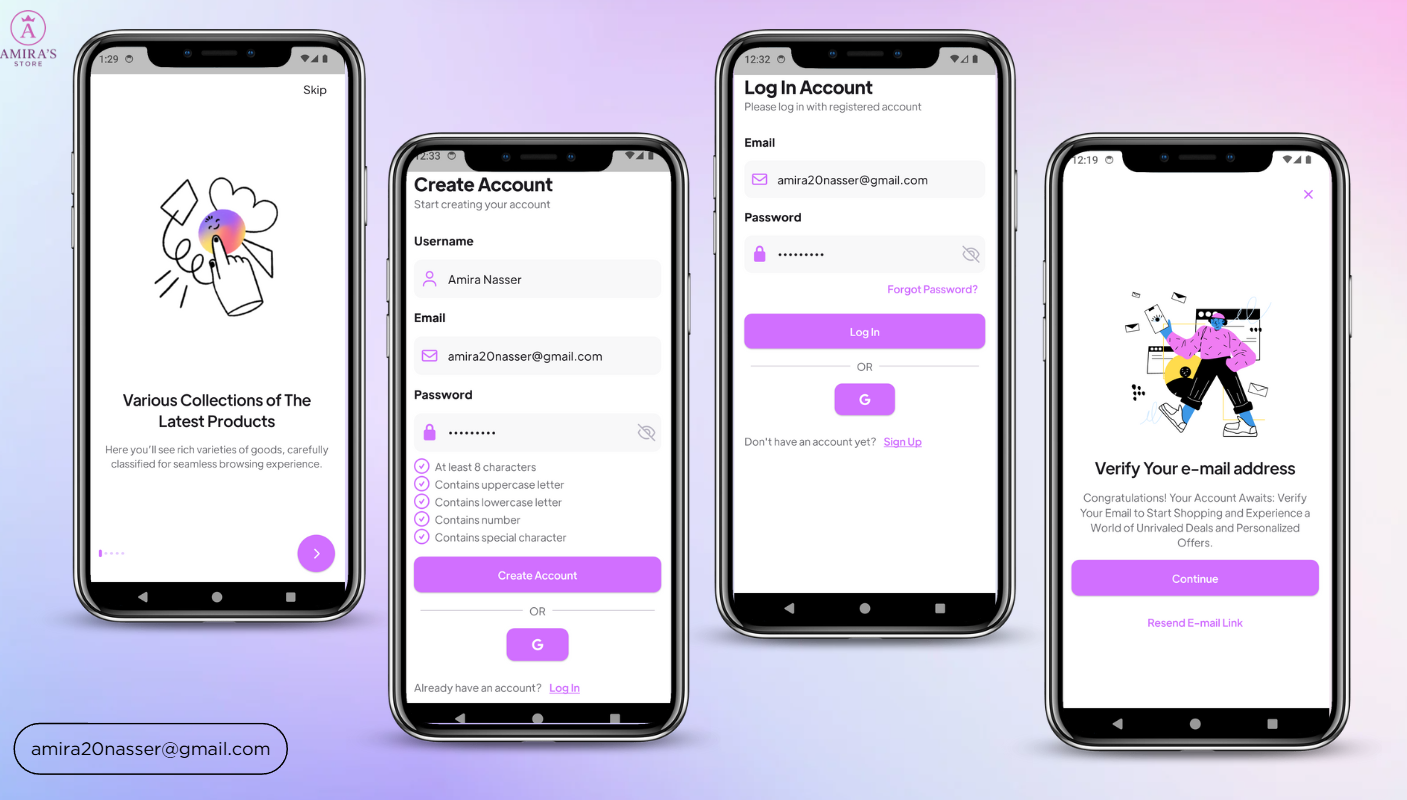 A
AMIRA'S
STORE
1:29
Skip
Various Collections of The
Latest Products
Here you'll see rich varieties of goods, carefully
classified for seamless browsing experience.
12:33
Create Account
Start creating your account
Username
Amira Nasser
Email
amira20nasser@gmail.com
Password
•••••••••
At least 8 characters
Contains uppercase letter
Contains lowercase letter
Contains number
Contains special character
Create Account
OR
G
Already have an account? Log In
12:32
Log In Account
Please log in with registered account
Email
amira20nasser@gmail.com
Password
•••••••••
Forgot Password?
Log In
OR
G
Don't have an account yet? Sign Up
12:19
Verify Your e-mail address
Congratulations! Your Account Awaits: Verify
Your Email to Start Shopping and Experience a
World of Unrivaled Deals and Personalized
Offers.
Continue
Resend E-mail Link
amira20nasser@gmail.com